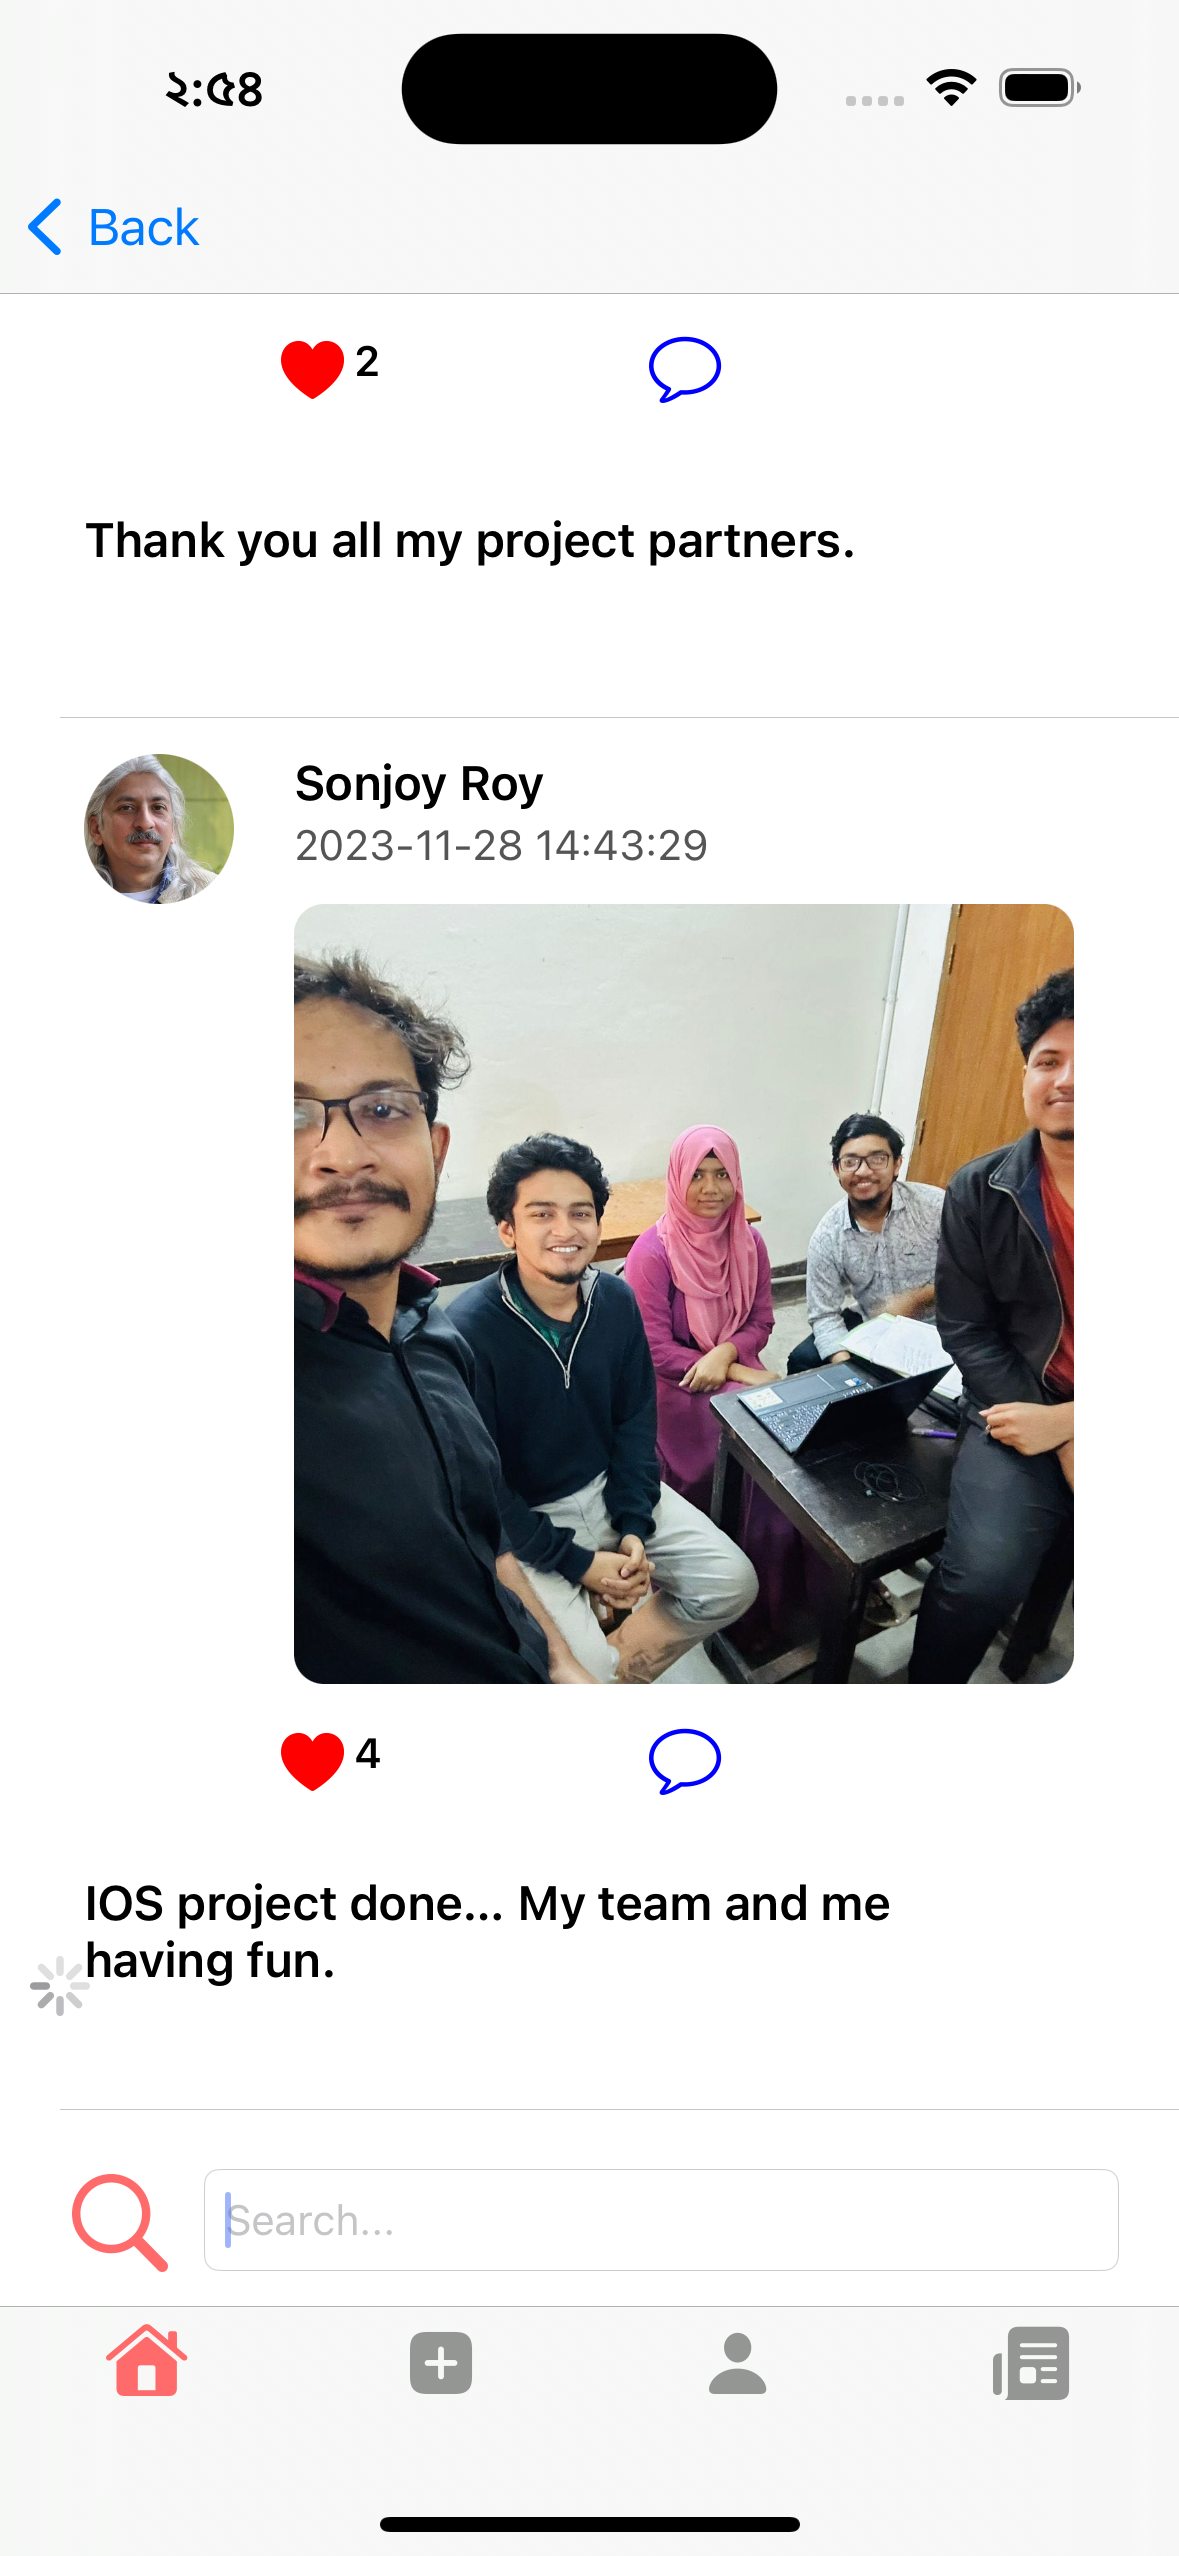 ২:৫৪
Back
2
Thank you all my project partners.
Sonjoy Roy
2023-11-28 14:43:29
4
IOS project done... My team and me
having fun.
Search...